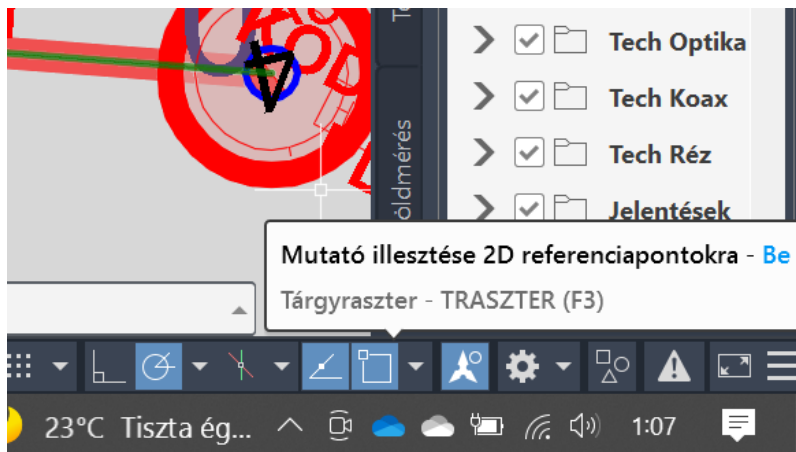 Tech Optika
Tech Koax
Tech Réz
Jelentések
öldmérés
KOD
Mutató illesztése 2D referenciapontokra - Be
Tárgyraszter - TRASZTER (F3)
23°C Tiszta ég...
1:07